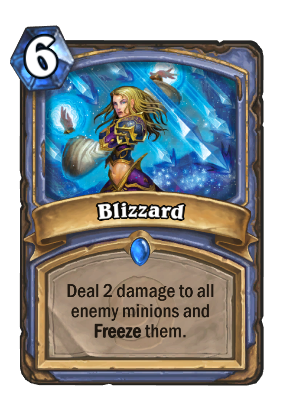 6
Blizzard
Deal 2 damage to all
enemy minions and
Freeze them.